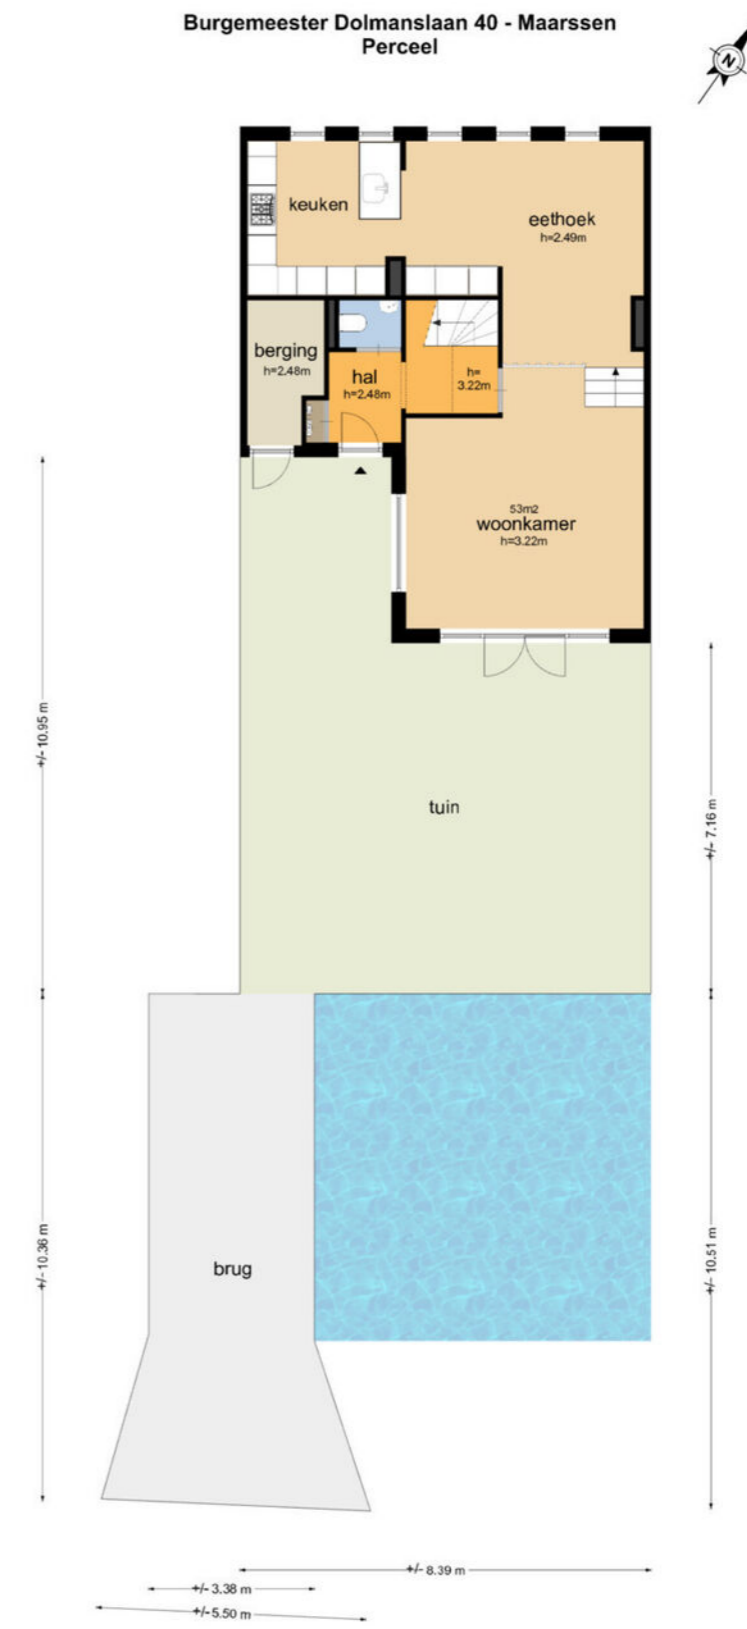 Burgemeester Dolmanslaan 40 - Maarssen
Perceel
N
keuken
eethoek
h=2.49m
berging
h=2.48m
hal
h=2.48m
h=
3.22m
53m2
woonkamer
h=3.22m
+/- 10.95 m
+/- 7.16 m
tuin
+/- 10.36 m
+/- 10.51 m
brug
+/- 8.39 m
+/- 3.38 m
+/- 5.50 m